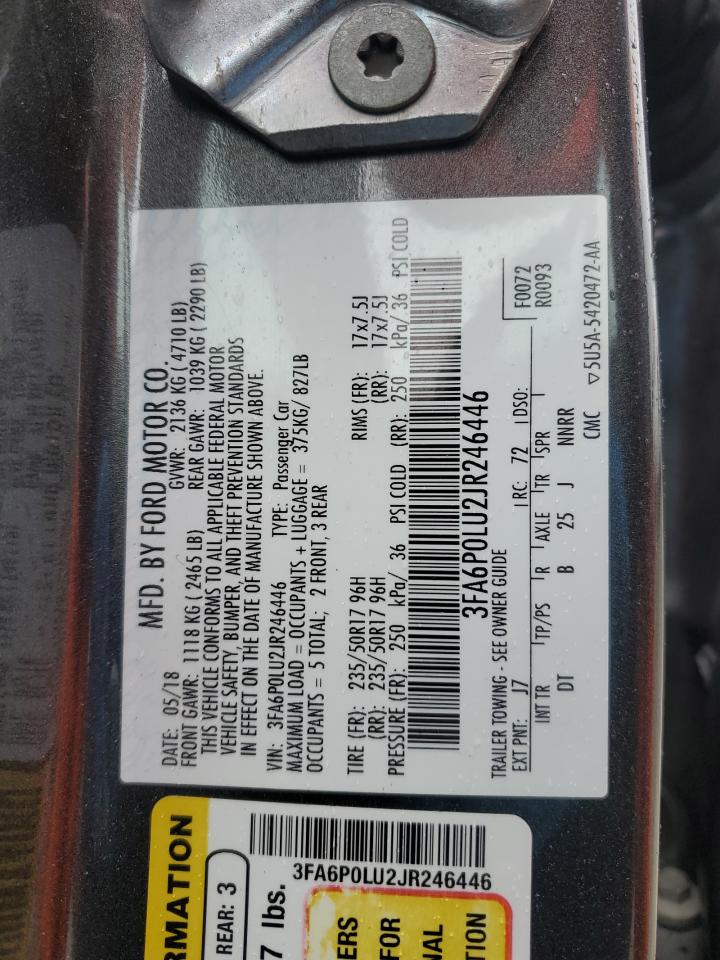 MFD. BY FORD MOTOR CO.
DATE: 05/18 GVWR: 2136 KG ( 4710 LB)
FRONT GAWR: 1118 KG ( 2465 LB) REAR GAWR: 1039 KG ( 2290 LB)
THIS VEHICLE CONFORMS TO ALL APPLICABLE FEDERAL MOTOR
VEHICLE SAFETY, BUMPER, AND THEFT PREVENTION STANDARDS
IN EFFECT ON THE DATE OF MANUFACTURE SHOWN ABOVE.
VIN: 3FA6P0LU2JR246446 TYPE: Passenger Car
MAXIMUM LOAD = OCCUPANTS + LUGGAGE = 375KG/ 827LB
OCCUPANTS = 5 TOTAL; 2 FRONT, 3 REAR
TIRE (FR): 235/50R17 96H RIMS (FR): 17x7.5J
(RR): 235/50R17 96H (RR): 17x7.5J
PRESSURE (FR): 250 kPa/ 36 PSI COLD (RR): 250 kPa/ 36 PSI COLD
3FA6P0LU2JR246446
TRAILER TOWING - SEE OWNER GUIDE
EXT PNT: J7 RC: 72 DSO: F0072
R0093
INT TR TP/PS R AXLE TR SPR
DT B 25 J NNRR
CMC ▽5U5A-5420472-AA
RMATION
REAR: 3
7 lbs.
3FA6P0LU2JR246446
ERS
FOR
NAL
TION